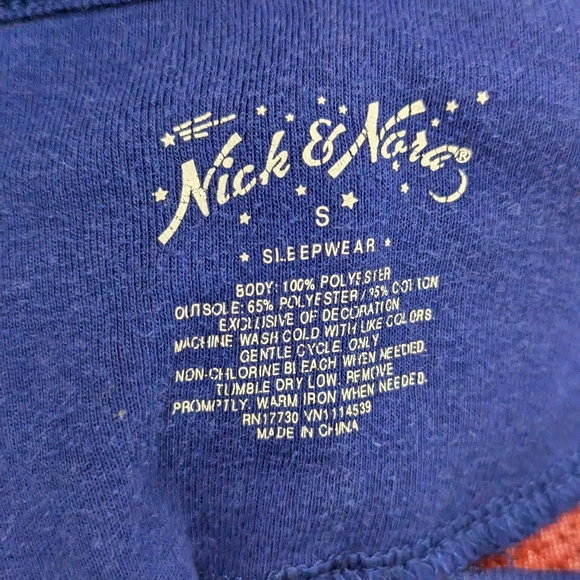 Nick & Nora®
S
* SLEEPWEAR *
BODY: 100% POLYESTER
OUTSOLE: 65% POLYESTER / 35% COTTON
EXCLUSIVE OF DECORATION
MACHINE WASH COLD WITH LIKE COLORS.
GENTLE CYCLE. ONLY
NON-CHLORINE BLEACH WHEN NEEDED.
TUMBLE DRY LOW. REMOVE
PROMPTLY. WARM IRON WHEN NEEDED.
RN17730 VN1114539
MADE IN CHINA